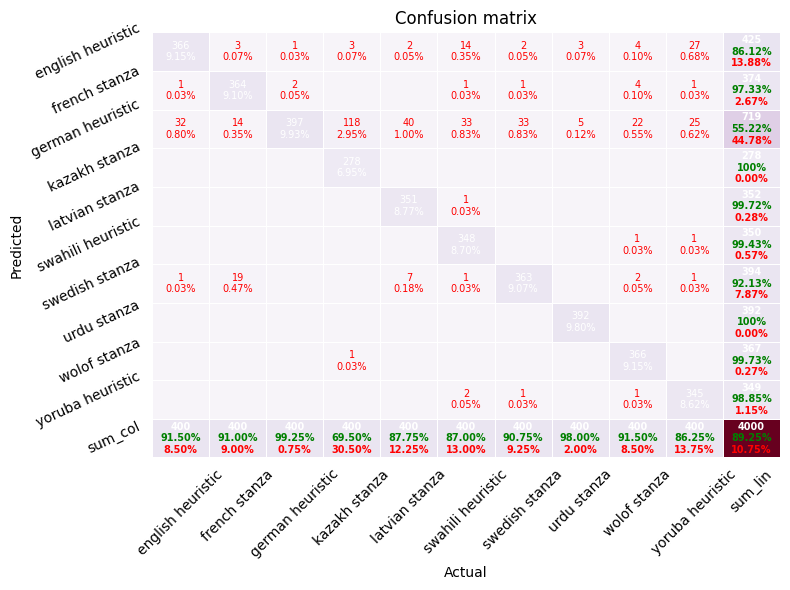 Confusion matrix
Predicted
english heuristic
366 3 1 3 2 14 2 3 4 27 425
9.15% 0.07% 0.03% 0.07% 0.05% 0.35% 0.05% 0.07% 0.10% 0.68% 86.12%
13.88%
french stanza
1 364 2 1 1 4 1 374
0.03% 9.10% 0.05% 0.03% 0.03% 0.10% 0.03% 97.33%
2.67%
german heuristic
32 14 357 118 40 33 33 5 22 25 719
0.80% 0.35% 9.93% 2.95% 1.00% 0.83% 0.83% 0.12% 0.55% 0.62% 55.22%
44.78%
kazakh stanza
278 278
6.95% 100%
0.00%
latvian stanza
351 1 352
8.77% 0.03% 99.72%
0.28%
swahili heuristic
348 1 1 350
8.70% 0.03% 0.03% 99.43%
0.57%
swedish stanza
1 19 7 1 363 2 1 394
0.03% 0.47% 0.18% 0.03% 9.07% 0.05% 0.03% 92.13%
7.87%
urdu stanza
392 392
9.80% 100%
0.00%
wolof stanza
1 366 367
0.03% 9.15% 99.73%
0.27%
yoruba heuristic
2 1 1 345 349
0.05% 0.03% 0.03% 8.62% 98.85%
1.15%
sum_col
400 400 400 400 400 400 400 400 400 400 4000
91.50% 91.00% 99.25% 69.50% 87.75% 87.00% 90.75% 98.00% 91.50% 86.25% 89.25%
8.50% 9.00% 0.75% 30.50% 12.25% 13.00% 9.25% 2.00% 8.50% 13.75% 10.75%
english heuristic
french stanza
german heuristic
kazakh stanza
latvian stanza
swahili heuristic
swedish stanza
urdu stanza
wolof stanza
yoruba heuristic
sum_lin
Actual